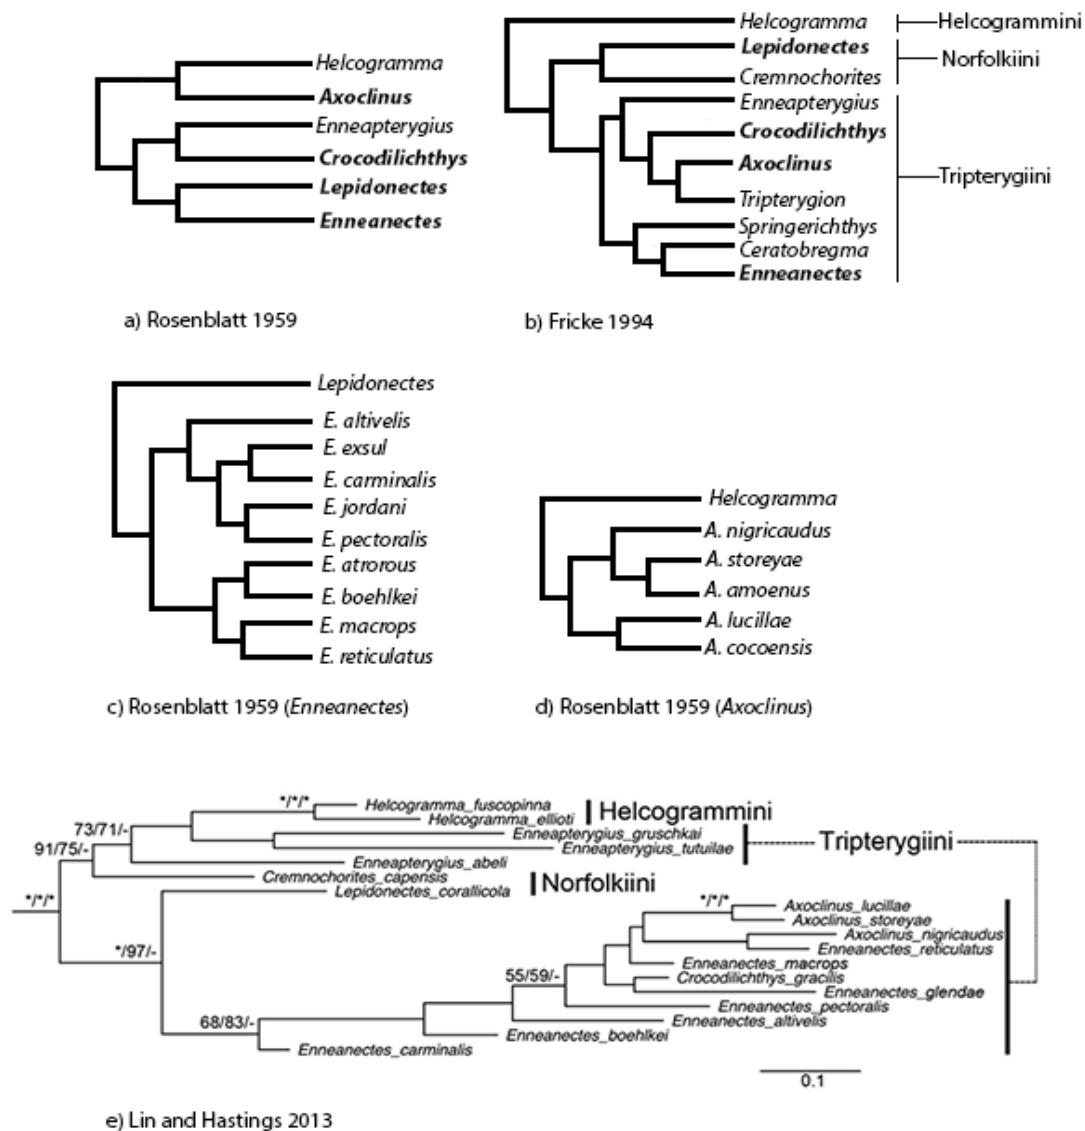 Helcogramma
Axoclinus
Enneapterygius
Crocodilichthys
Lepidonectes
Enneanectes
a) Rosenblatt 1959
Helcogramma
Lepidonectes
Cremnochorites
Enneapterygius
Crocodilichthys
Axoclinus
Tripterygion
Springerichthys
Ceratobregma
Enneanectes
Helcogrammini
Norfolkiini
Tripterygiini
b) Fricke 1994
Lepidonectes
E. altivelis
E. exsul
E. carminalis
E. jordani
E. pectoralis
E. atrorous
E. boehlkei
E. macrops
E. reticulatus
c) Rosenblatt 1959 (Enneanectes)
Helcogramma
A. nigricaudus
A. storeyae
A. amoenus
A. lucillae
A. cocoensis
d) Rosenblatt 1959 (Axoclinus)
*/*/*
Helcogramma_fuscopinna
Helcogramma_ellioti
Helcogrammini
73/71/-
Enneapterygius_gruschkai
Enneapterygius_tutuilae
Tripterygiini
91/75/-
Enneapterygius_abeli
Cremnochorites_capensis
*/*/*
Lepidonectes_corallicola
Norfolkiini
*/*/*
Axoclinus_lucillae
Axoclinus_storeyae
Axoclinus_nigricaudus
Enneanectes_reticulatus
*/97/-
Enneanectes_macrops
55/59/-
Crocodilichthys_gracilis
Enneanectes_glendae
Enneanectes_pectoralis
68/83/-
Enneanectes_altivelis
Enneanectes_boehlkei
Enneanectes_carminalis
0.1
e) Lin and Hastings 2013